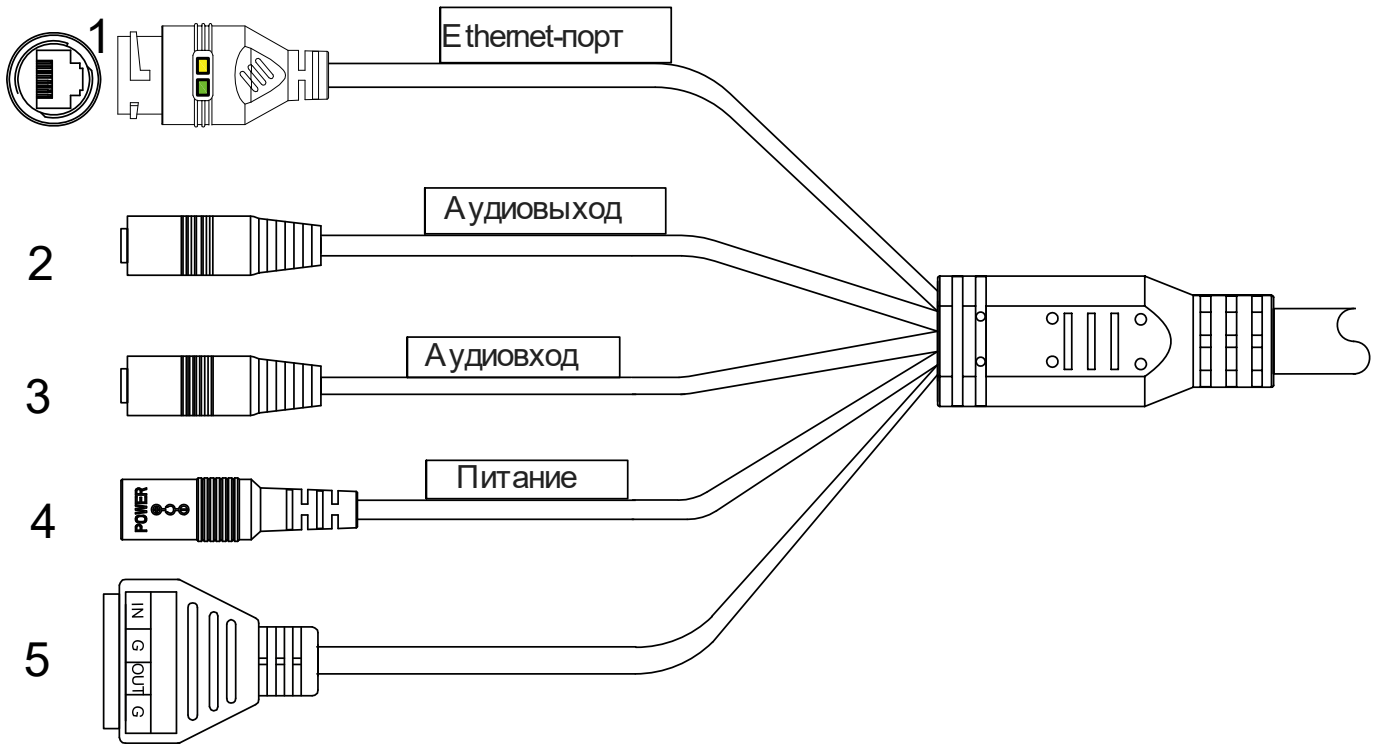 1
Ethernet-порт
2
Аудиовыход
3
Аудиовход
4
POWER
Питание
5
IN
G
OUT
G